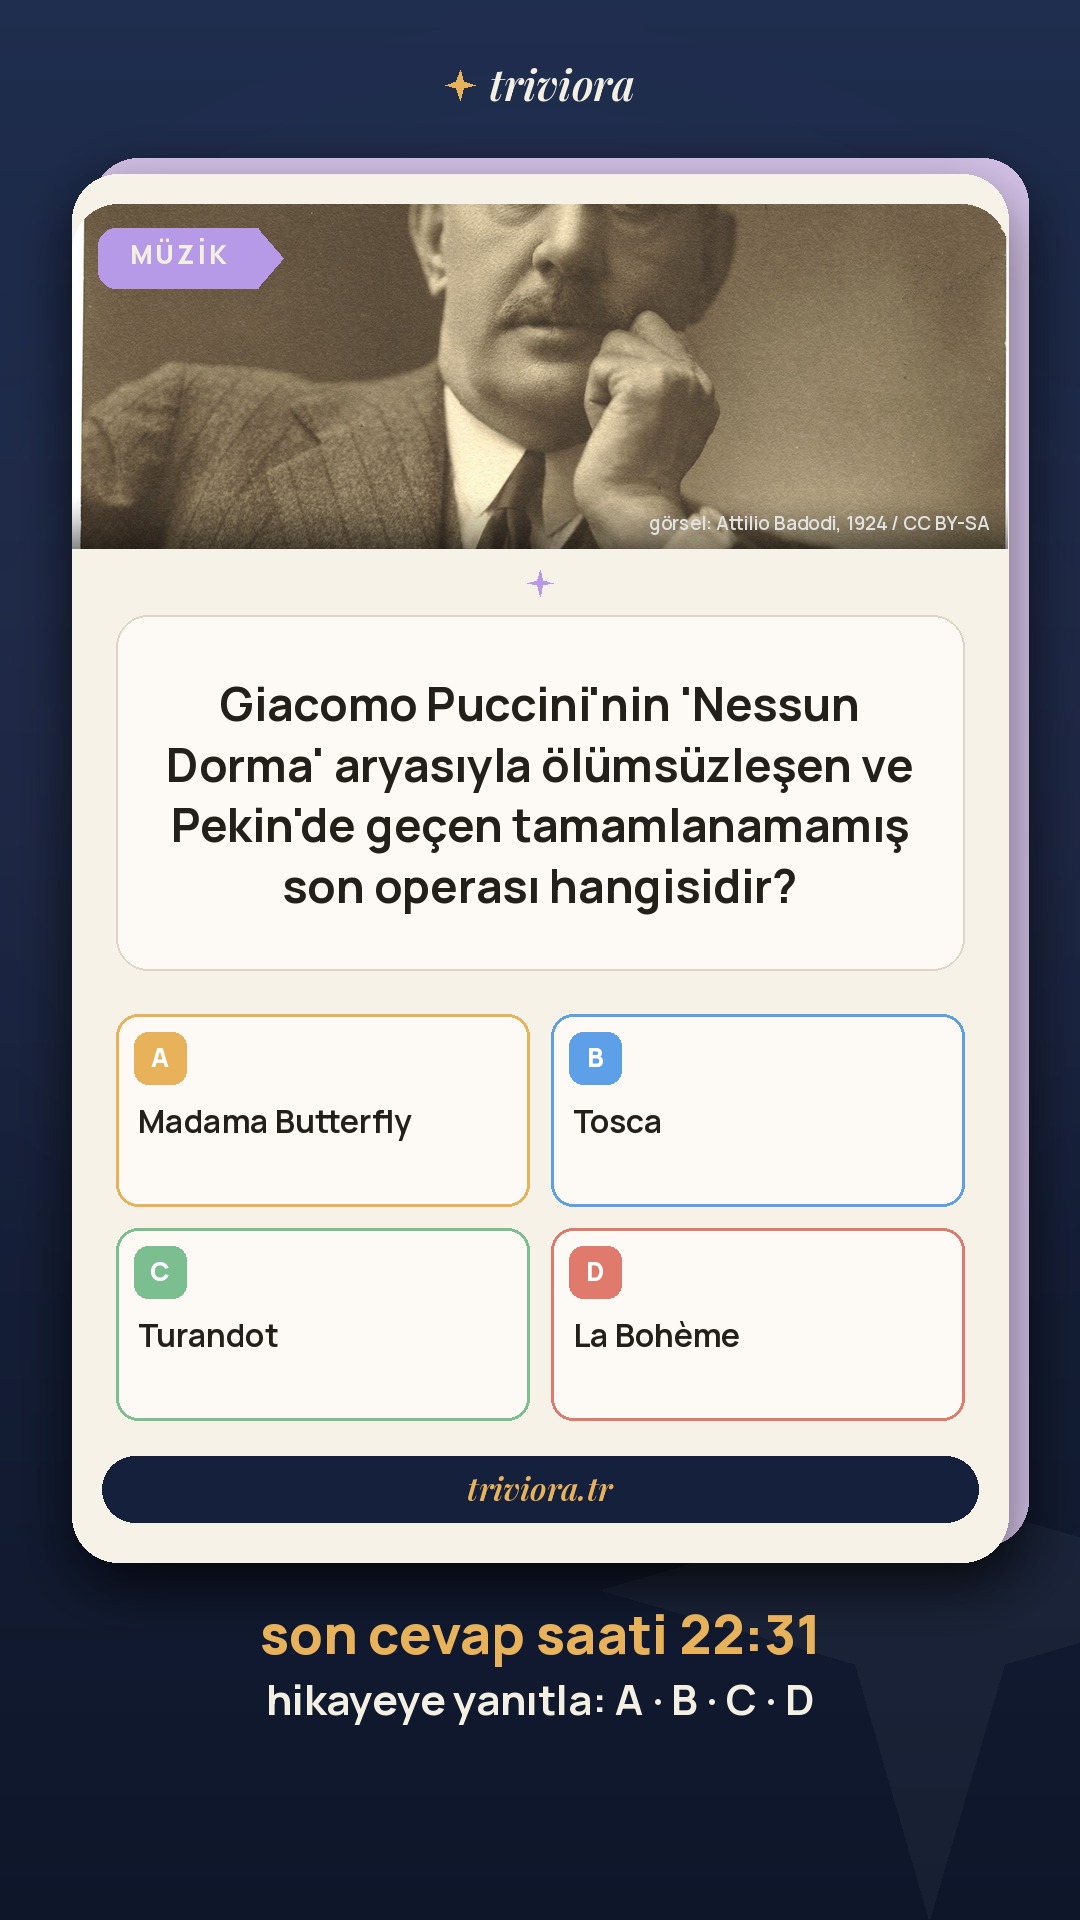 triviora
MÜZİK
görsel: Attilio Badodi, 1924 / CC BY-SA
Giacomo Puccini'nin 'Nessun
Dorma' aryasıyla ölümsüzleşen ve
Pekin'de geçen tamamlanamamış
son operası hangisidir?
A
Madama Butterfly
B
Tosca
C
Turandot
D
La Bohème
triviora.tr
son cevap saati 22:31
hikayeye yanıtla: A · B · C · D